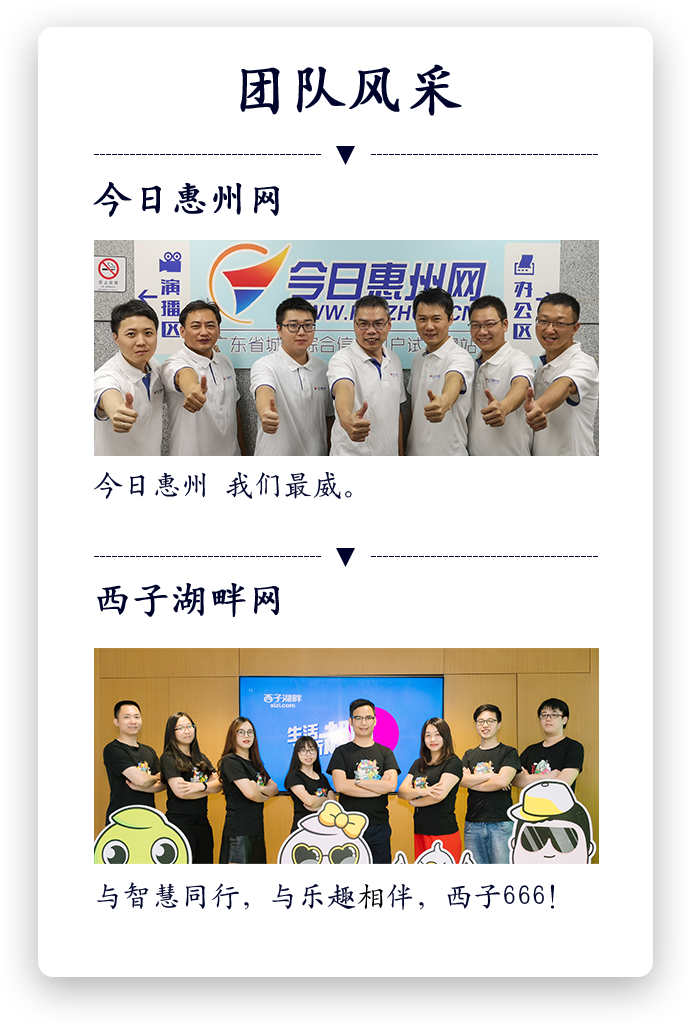 团队风采
今日惠州网
演播区
今日惠州网
办公区
今日惠州 我们最威。
西子湖畔网
西子湖畔
xizi.com
生活
与智慧同行，与乐趣相伴，西子666！